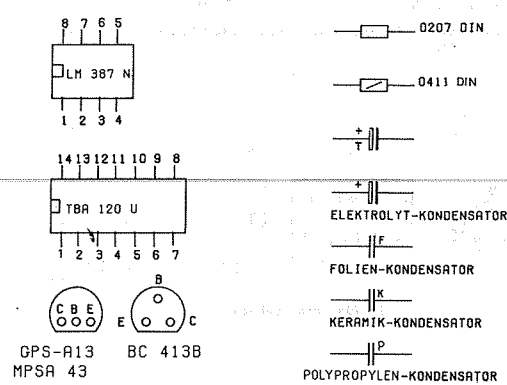 8 7 6 5
LM 387 N
1 2 3 4
14 13 12 11 10 9 8
TBA 120 U
1 2 3 4 5 6 7
C B E
GPS-A13
MPSA 43
B
E C
BC 413B
0207 DIN
0411 DIN
+
T
+
ELEKTROLYT-KONDENSATOR
F
FOLIEN-KONDENSATOR
K
KERAMIK-KONDENSATOR
P
POLYPROPYLEN-KONDENSATOR